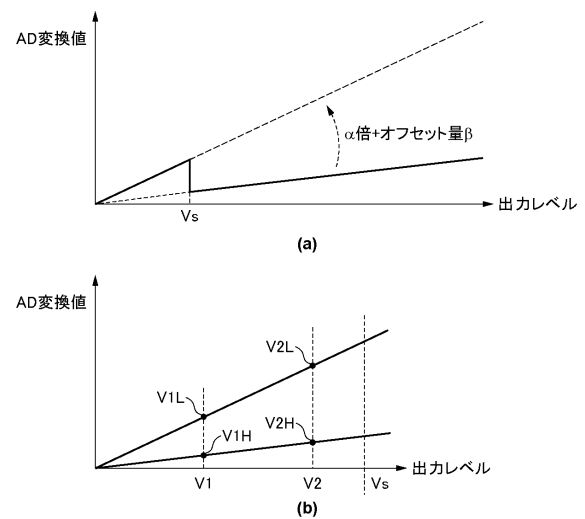 AD変換値
α倍+オフセット量β
Vs
出力レベル
(a)
AD変換値
V2L
V1L
V2H
V1H
V1
V2
Vs
出力レベル
(b)